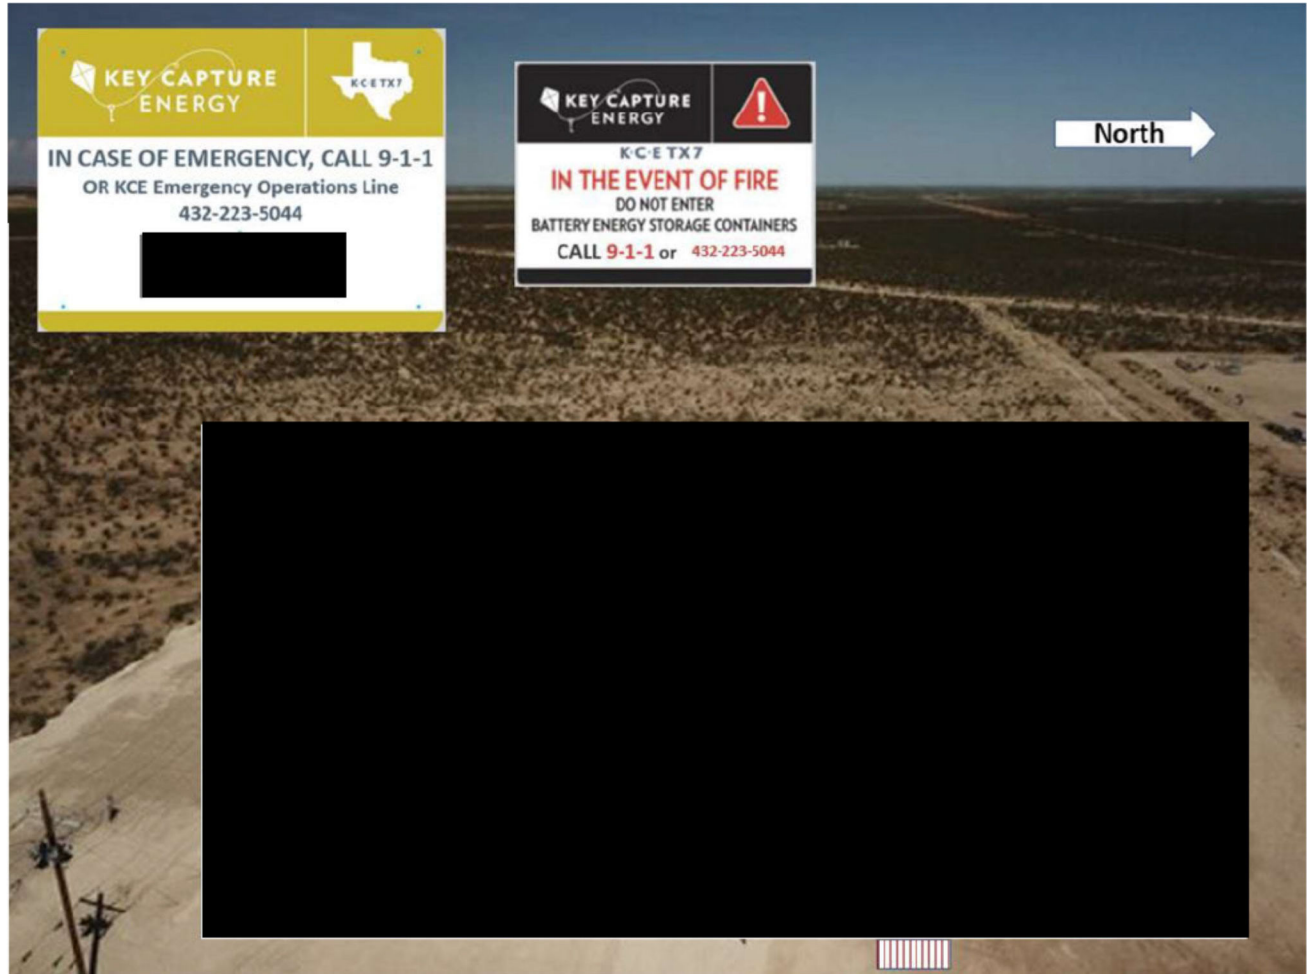 KEY CAPTURE
ENERGY
K·C·E TX7
IN CASE OF EMERGENCY, CALL 9-1-1
OR KCE Emergency Operations Line
432-223-5044
KEY CAPTURE
ENERGY
K·C·E TX7
IN THE EVENT OF FIRE
DO NOT ENTER
BATTERY ENERGY STORAGE CONTAINERS
CALL 9-1-1 or 432-223-5044
North